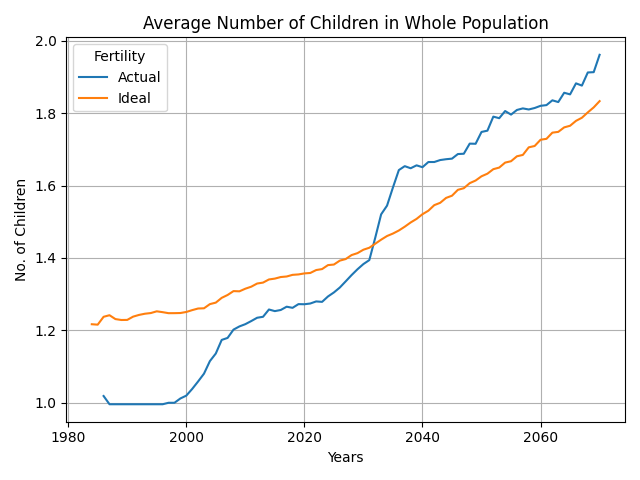 Average Number of Children in Whole Population
Fertility
Actual
Ideal
No. of Children
2.0
1.8
1.6
1.4
1.2
1.0
1980
2000
2020
2040
2060
Years